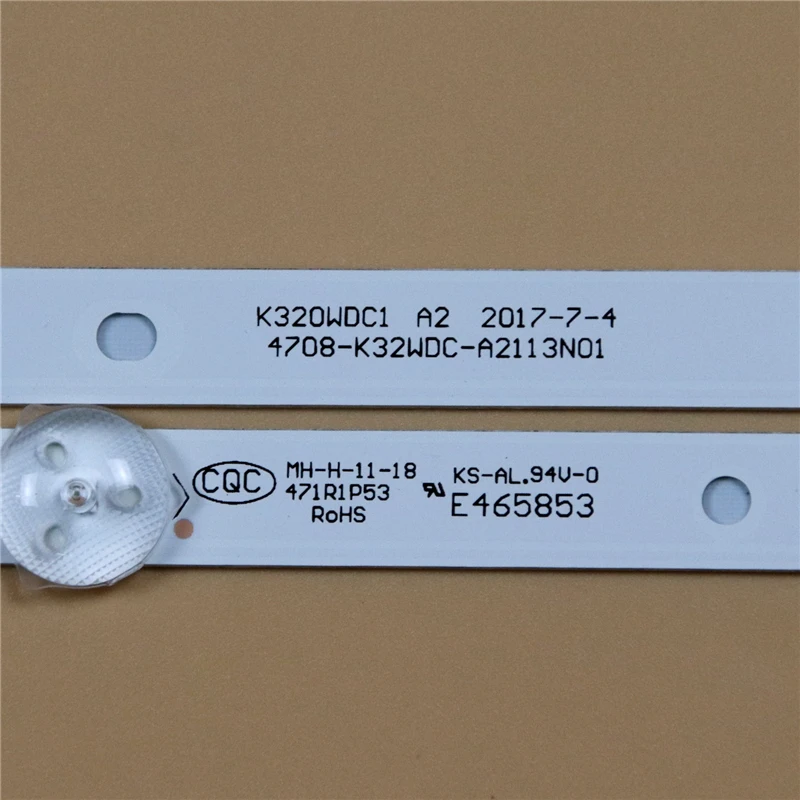 K320WDC1 A2 2017-7-4
4708-K32WDC-A2113N01
CQC
MH-H-11-18
471R1P53
RoHS
KS-AL.94V-0
E465853